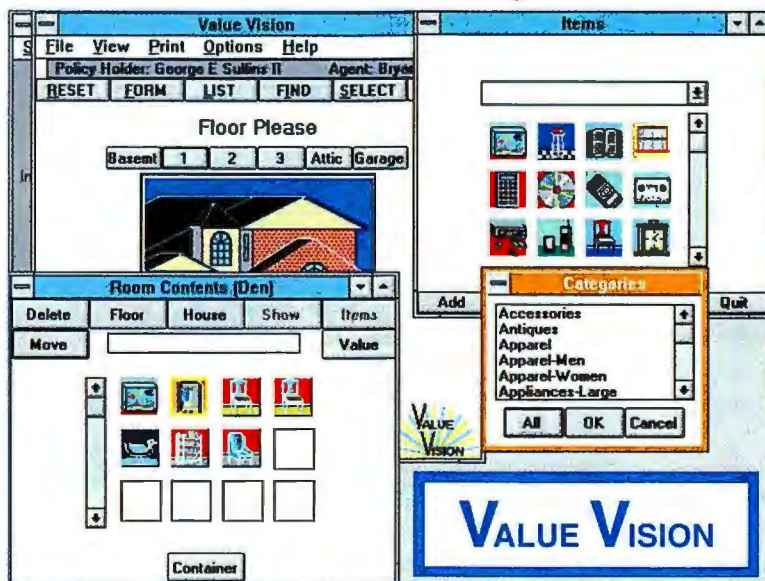 Value Vision
File View Print Options Help
Policy Holder: George E Sullins II Agent: Brya
RESET FORM LIST FIND SELECT
Floor Please
Basemt 1 2 3 Attic Garage
Items
Add Quit
Categories
Accessories
Antiques
Apparel
Apparel-Men
Apparel-Women
Appliances-Large
All OK Cancel
Room Contents (Den)
Delete Floor House Show Items
Move Value
Container
VALUE
VISION
VALUE VISION